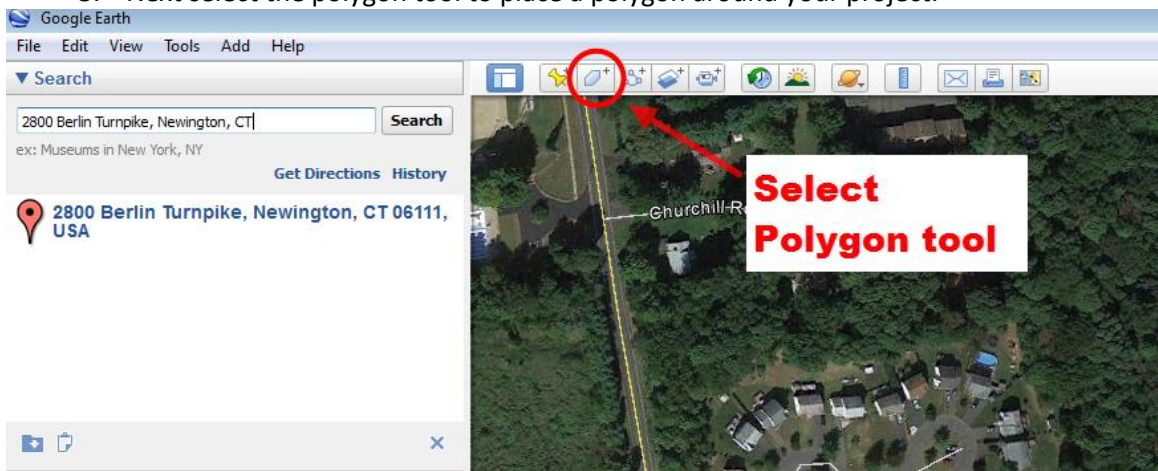 Next select the polygon tool to place a polygon around your project.
Google Earth
File Edit View Tools Add Help
▼ Search
2800 Berlin Turnpike, Newington, CT
Search
ex: Museums in New York, NY
Get Directions History
2800 Berlin Turnpike, Newington, CT 06111,
USA
Churchill R
Select
Polygon tool